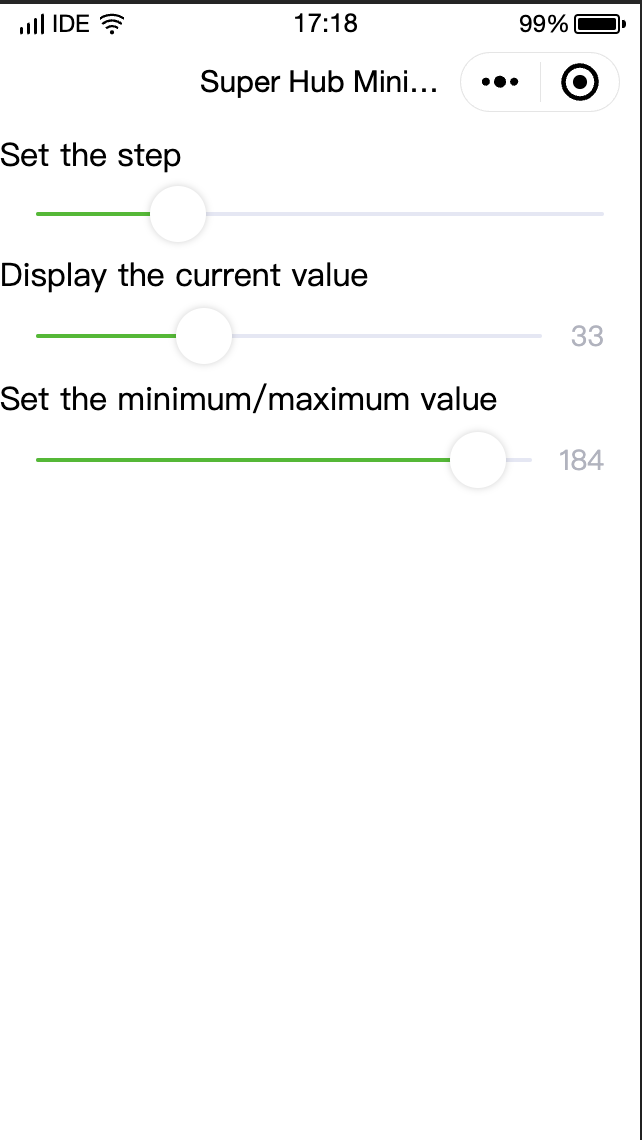 IDE 17:18 99%
Super Hub Mini...
Set the step
Display the current value
33
Set the minimum/maximum value
184